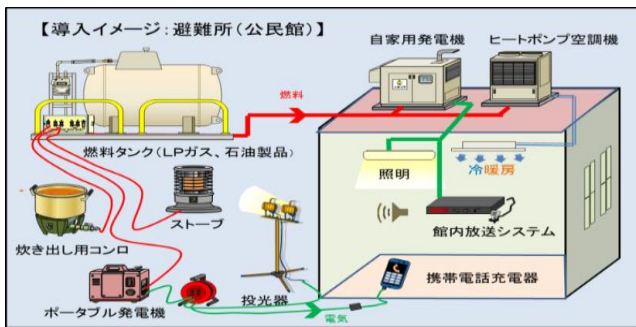 【導入イメージ：避難所（公民館）】
自家用発電機
ヒートポンプ空調機
燃料
燃料タンク（LPガス、石油製品）
照明
冷暖房
ストーブ
館内放送システム
炊き出し用コンロ
投光器
携帯電話充電器
ポータブル発電機
電気